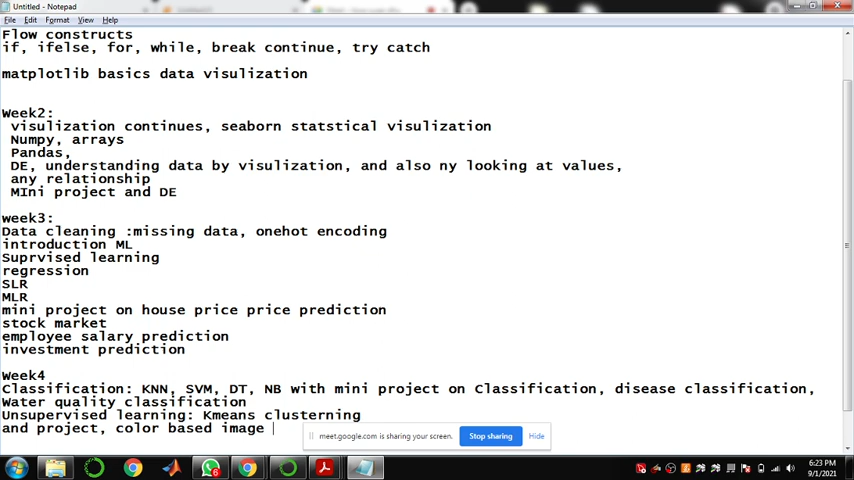 Untitled - Notepad
File Edit Format View Help
Flow constructs
if, ifelse, for, while, break continue, try catch
matplotlib basics data visulization
Week2:
visulization continues, seaborn statstical visulization
Numpy, arrays
Pandas,
DE, understanding data by visulization, and also ny looking at values,
any relationship
MIni project and DE
week3:
Data cleaning :missing data, onehot encoding
introduction ML
Suprvised learning
regression
SLR
MLR
mini project on house price price prediction
stock market
employee salary prediction
investment prediction
Week4
Classification: KNN, SVM, DT, NB with mini project on Classification, disease classification,
Water quality classification
Unsupervised learning: Kmeans clusterning
and project, color based image
meet.google.com is sharing your screen. Stop sharing Hide
6:23 PM
9/1/2021